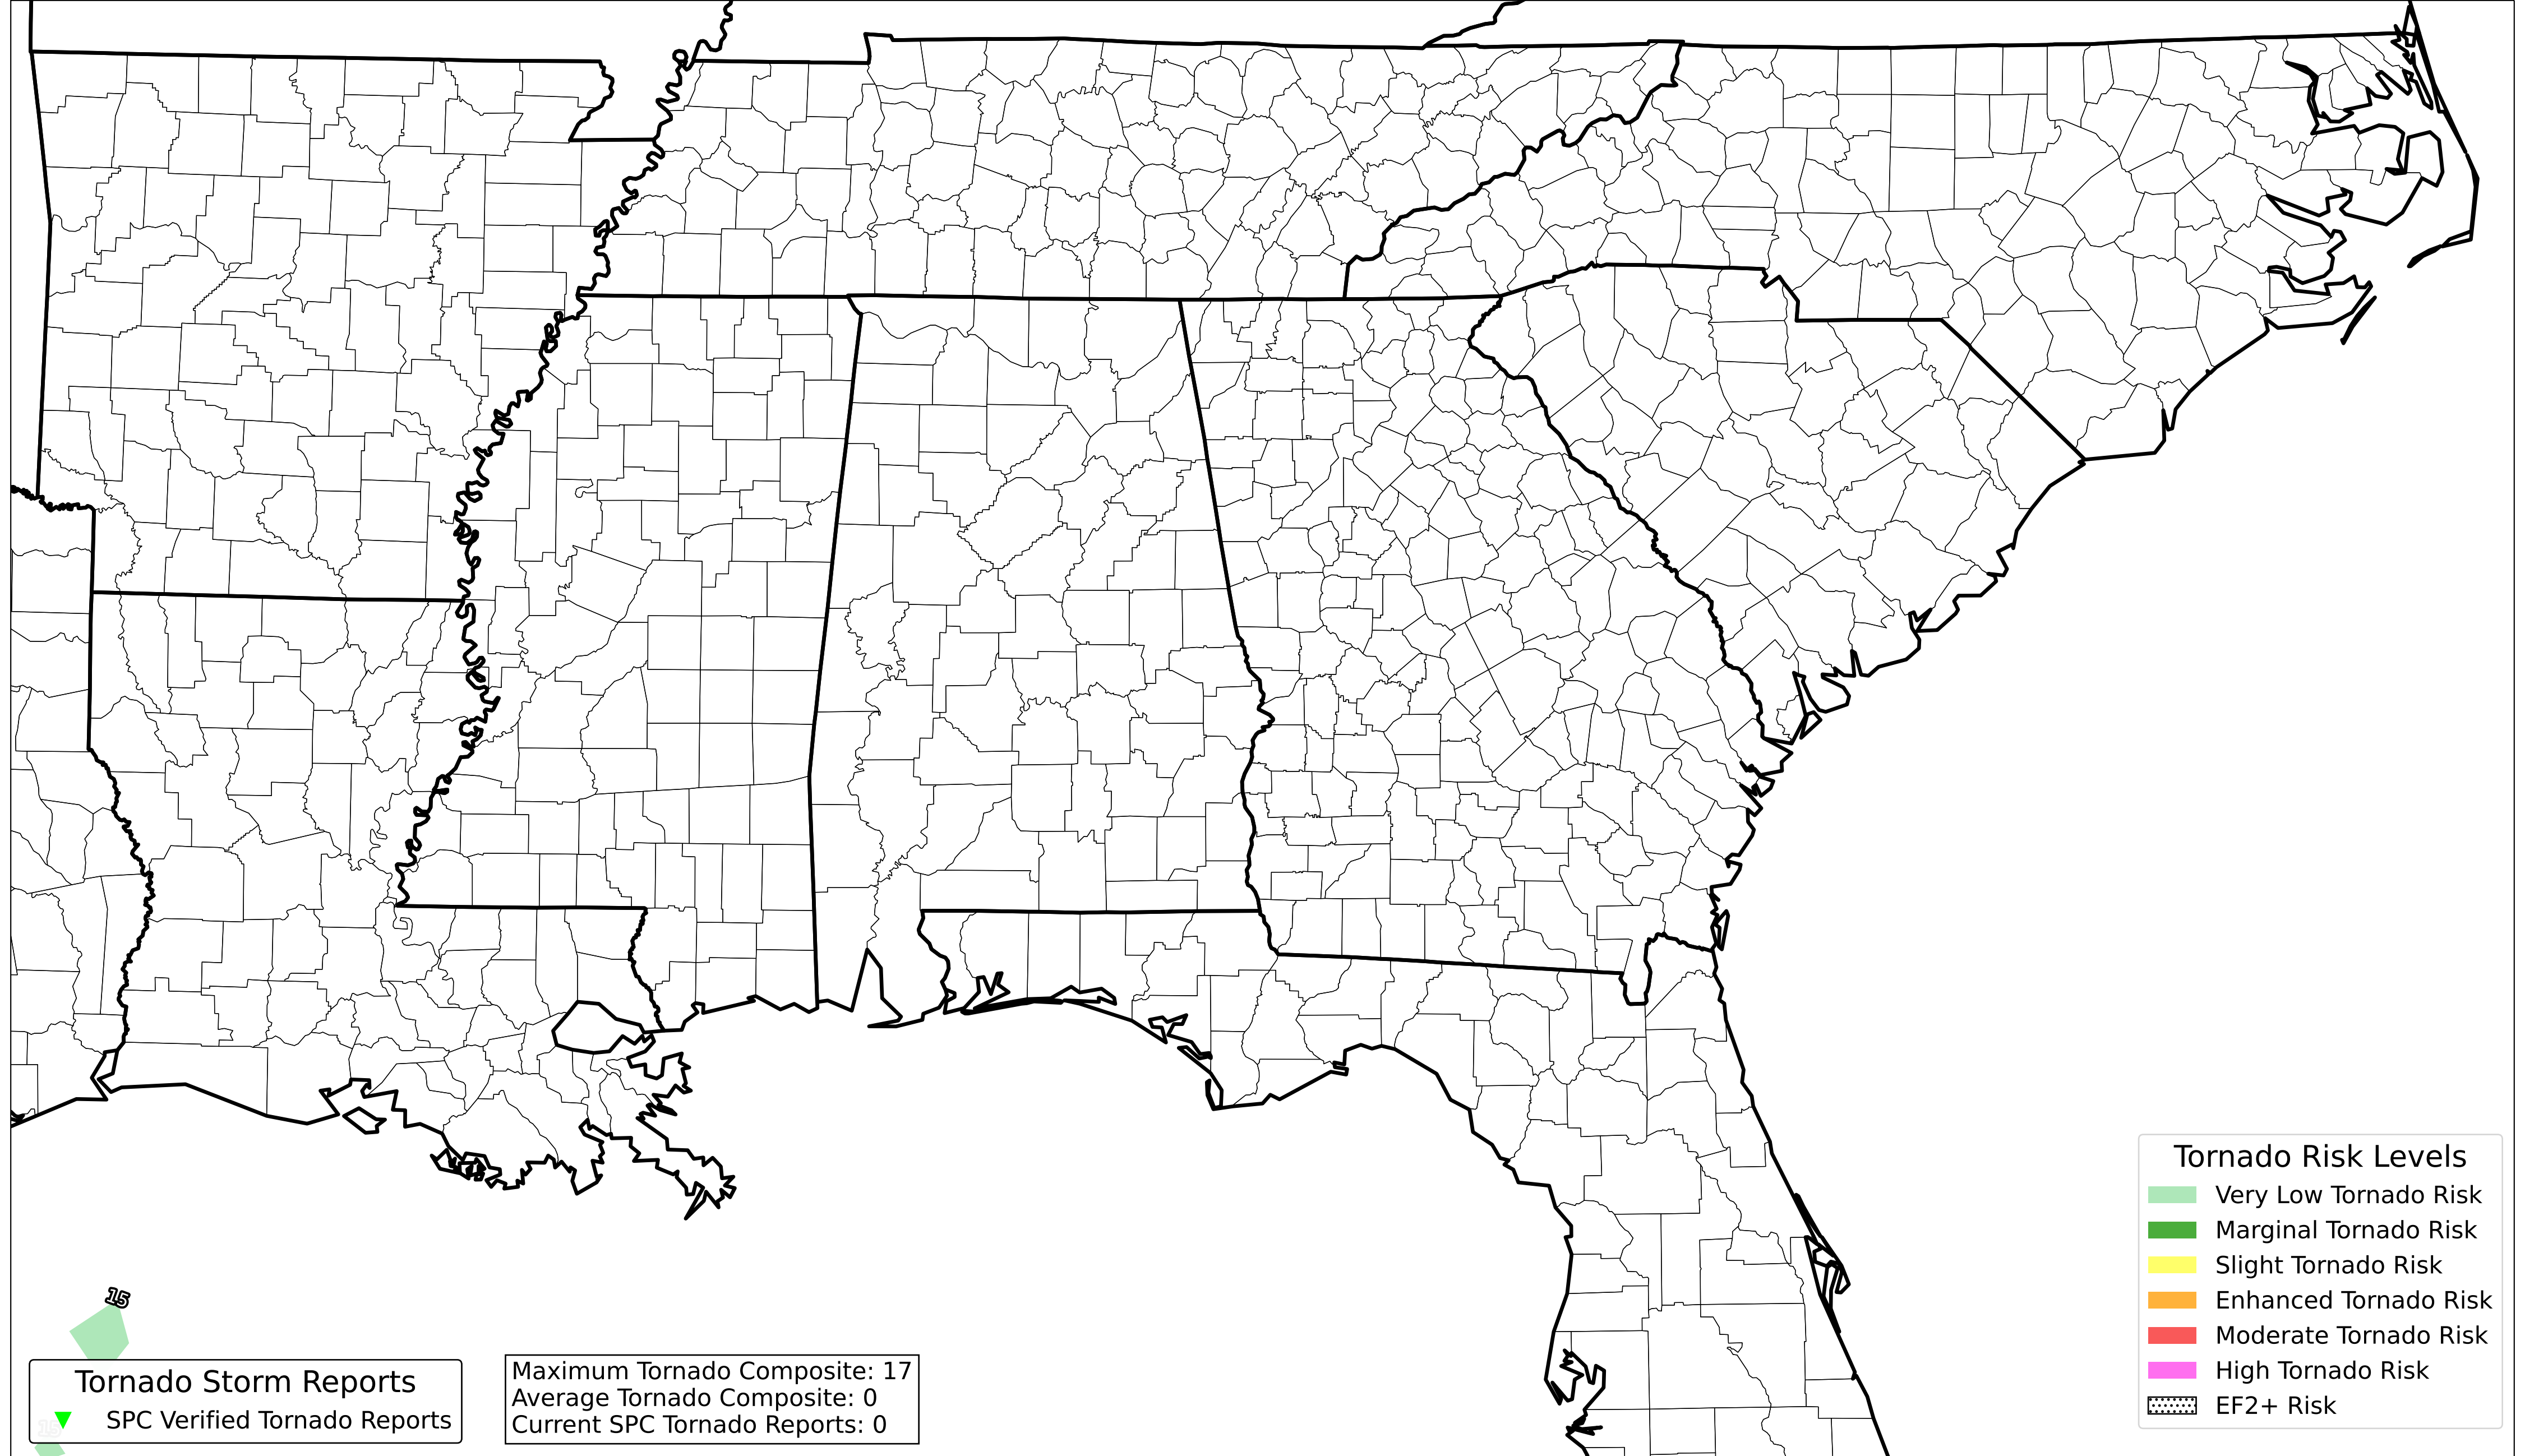 15
Tornado Storm Reports
SPC Verified Tornado Reports
15
Maximum Tornado Composite: 17
Average Tornado Composite: 0
Current SPC Tornado Reports: 0
Tornado Risk Levels
Very Low Tornado Risk
Marginal Tornado Risk
Slight Tornado Risk
Enhanced Tornado Risk
Moderate Tornado Risk
High Tornado Risk
EF2+ Risk